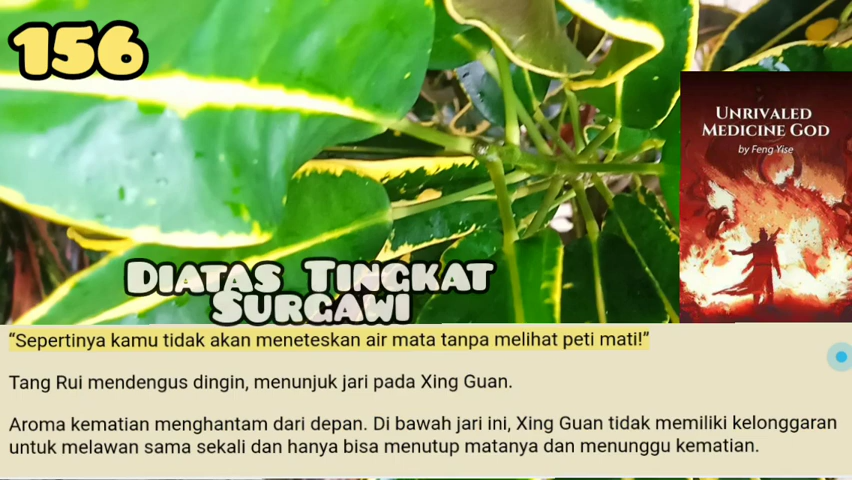 156
UNRIVALED
MEDICINE GOD
by Feng Yise
DIATAS TINGKAT
SURGAWI
“Sepertinya kamu tidak akan meneteskan air mata tanpa melihat peti mati!”
Tang Rui mendengus dingin, menunjuk jari pada Xing Guan.
Aroma kematian menghantam dari depan. Di bawah jari ini, Xing Guan tidak memiliki kelonggaran
untuk melawan sama sekali dan hanya bisa menutup matanya dan menunggu kematian.